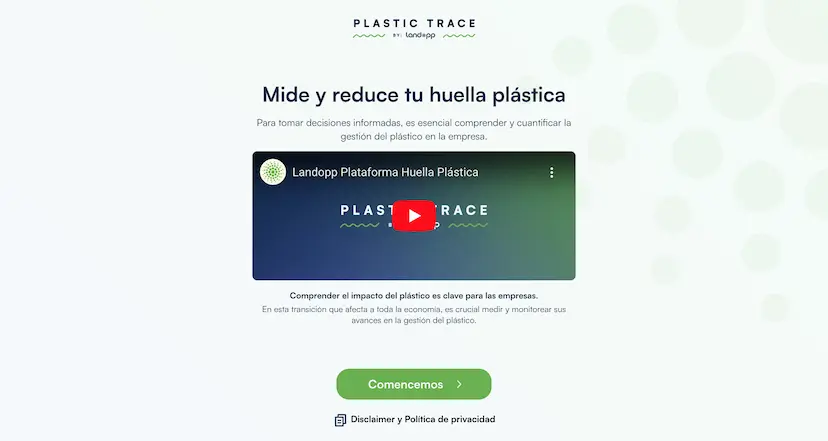 PLASTIC TRACE
BY: Landopp
Mide y reduce tu huella plástica
Para tomar decisiones informadas, es esencial comprender y cuantificar la
gestión del plástico en la empresa.
Landopp Plataforma Huella Plástica
PLAST TRACE
Comprender el impacto del plástico es clave para las empresas.
En esta transición que afecta a toda la economía, es crucial medir y monitorear sus
avances en la gestión del plástico.
Comencemos
Disclaimer y Política de privacidad